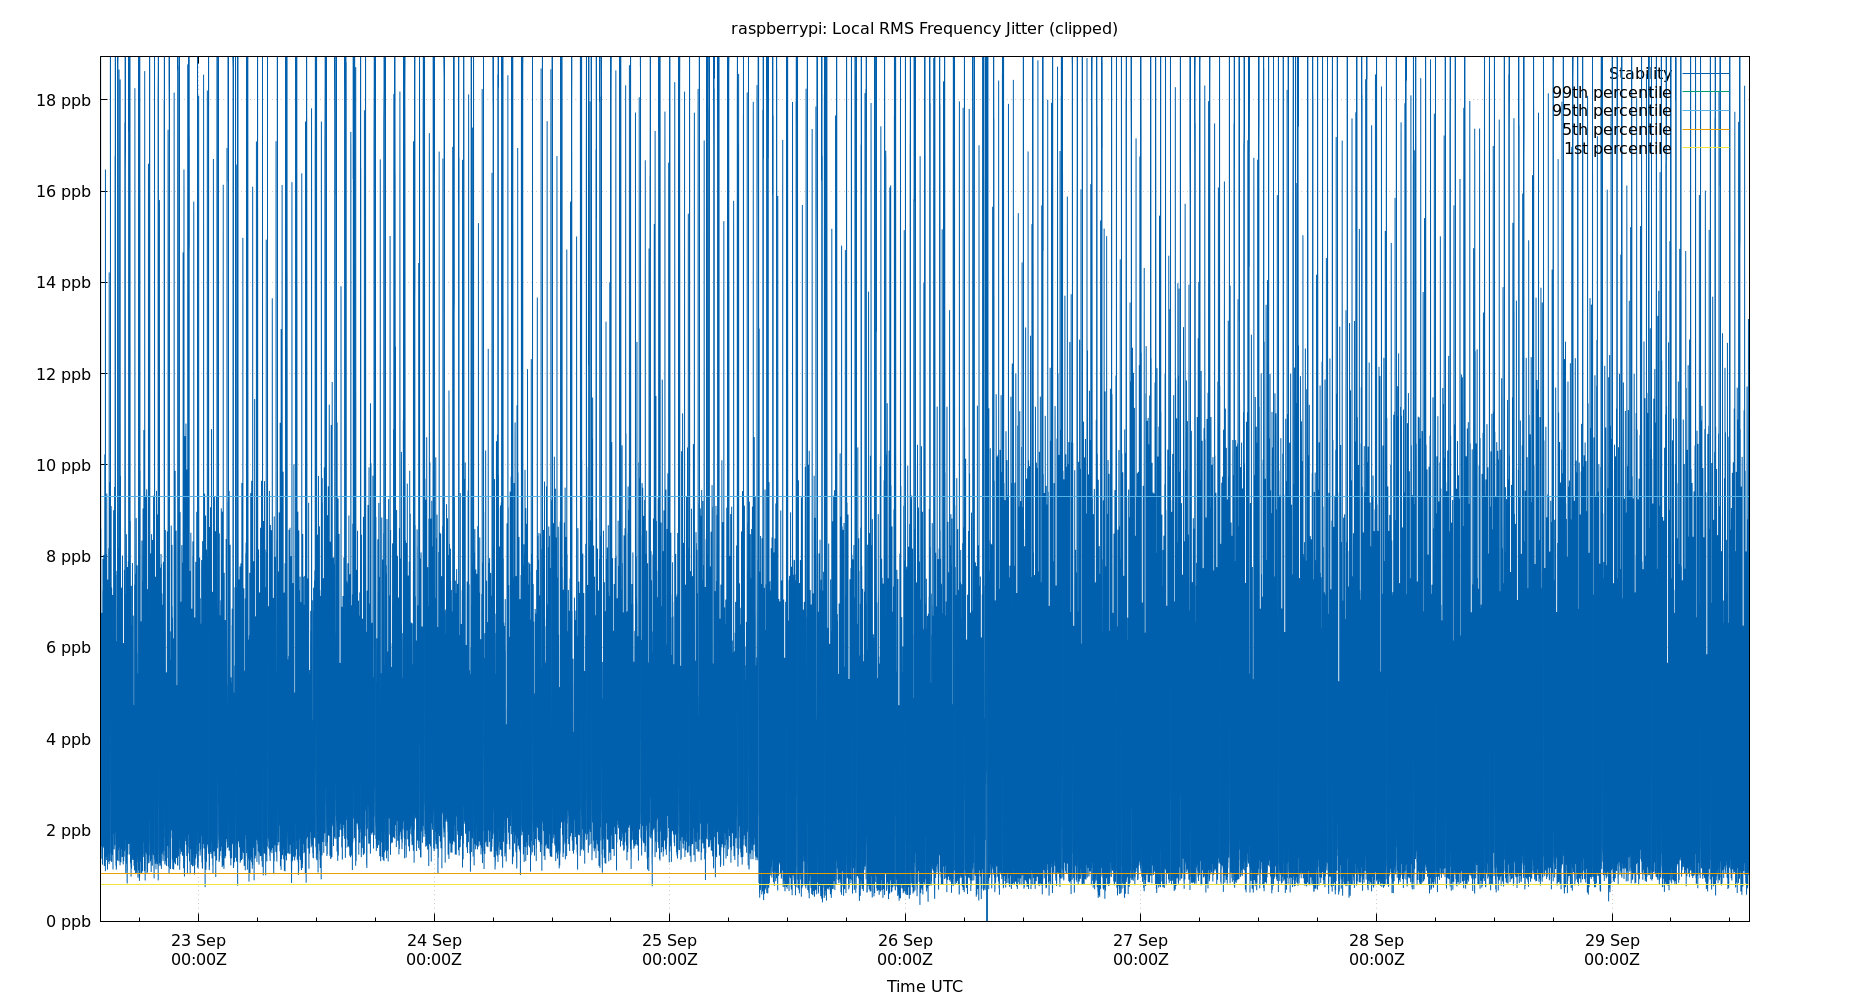 raspberrypi: Local RMS Frequency Jitter (clipped)
Stability
99th percentile
95th percentile
5th percentile
1st percentile
18 ppb
16 ppb
14 ppb
12 ppb
10 ppb
8 ppb
6 ppb
4 ppb
2 ppb
0 ppb
23 Sep 24 Sep 25 Sep 26 Sep 27 Sep 28 Sep 29 Sep
00:00Z 00:00Z 00:00Z 00:00Z 00:00Z 00:00Z 00:00Z
Time UTC